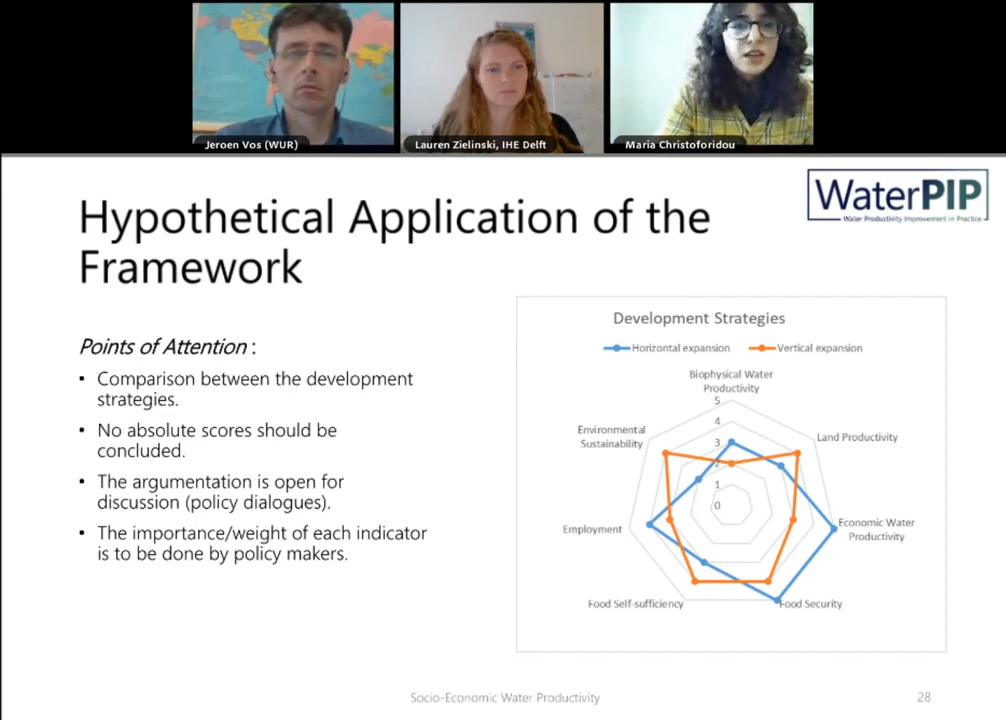 Jeroen Vos (WUR)
Lauren Zielinski, IHE Delft
Maria Christoforidou
WaterPIP
Water Productivity Improvement in Practice
Hypothetical Application of the
Framework
Points of Attention :
• Comparison between the development
strategies.
• No absolute scores should be
concluded.
• The argumentation is open for
discussion (policy dialogues).
• The importance/weight of each indicator
is to be done by policy makers.
Development Strategies
Horizontal expansion
Vertical expansion
Biophysical Water
Productivity
5
4
3
2
1
0
Land Productivity
Economic Water
Productivity
Food Security
Food Self-sufficiency
Employment
Environmental
Sustainability
Socio-Economic Water Productivity
28